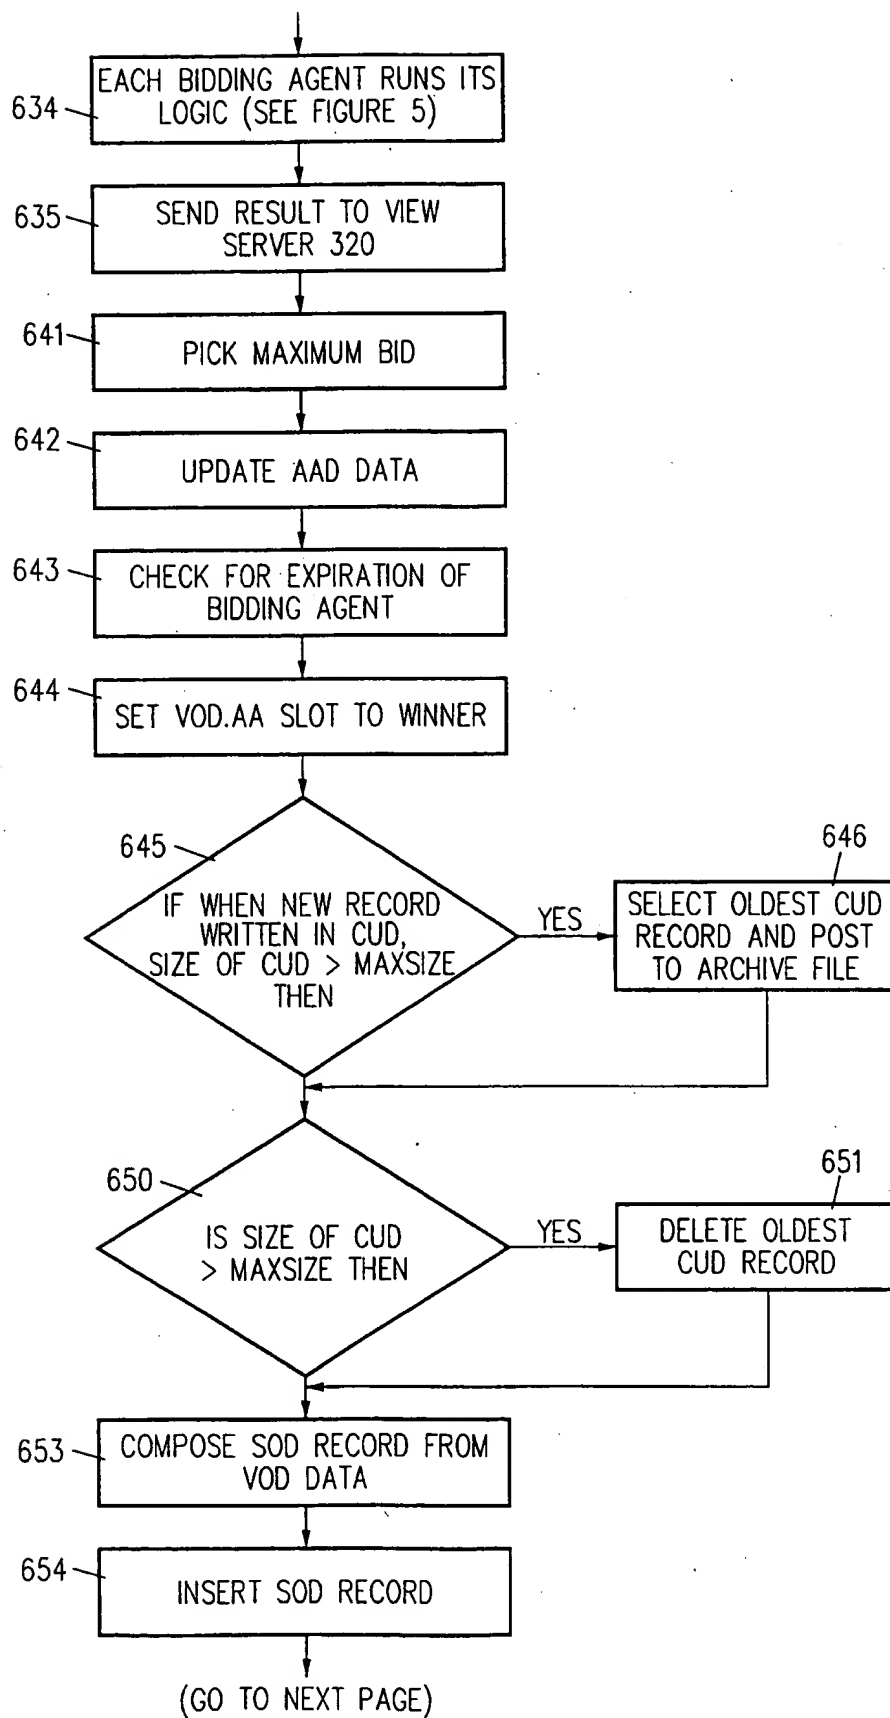 634
EACH BIDDING AGENT RUNS ITS
LOGIC (SEE FIGURE 5)
635
SEND RESULT TO VIEW
SERVER 320
641
PICK MAXIMUM BID
642
UPDATE AAD DATA
643
CHECK FOR EXPIRATION OF
BIDDING AGENT
644
SET VOD.AA SLOT TO WINNER
645
IF WHEN NEW RECORD
WRITTEN IN CUD,
SIZE OF CUD > MAXSIZE
THEN
YES
646
SELECT OLDEST CUD
RECORD AND POST
TO ARCHIVE FILE
650
IS SIZE OF CUD
> MAXSIZE THEN
YES
651
DELETE OLDEST
CUD RECORD
653
COMPOSE SOD RECORD FROM
VOD DATA
654
INSERT SOD RECORD
(GO TO NEXT PAGE)